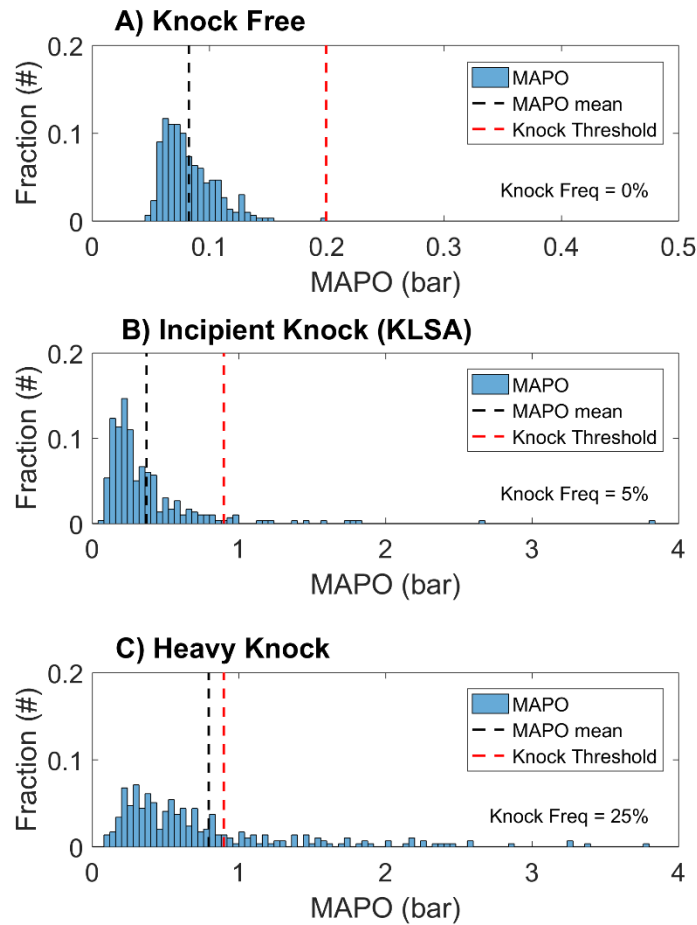 A) Knock Free
0.2
0.1
0
Fraction (#)
MAPO
MAPO mean
Knock Threshold
Knock Freq = 0%
0 0.1 0.2 0.3 0.4 0.5
MAPO (bar)
B) Incipient Knock (KLSA)
0.2
0.1
0
Fraction (#)
MAPO
MAPO mean
Knock Threshold
Knock Freq = 5%
0 1 2 3 4
MAPO (bar)
C) Heavy Knock
0.2
0.1
0
Fraction (#)
MAPO
MAPO mean
Knock Threshold
Knock Freq = 25%
0 1 2 3 4
MAPO (bar)